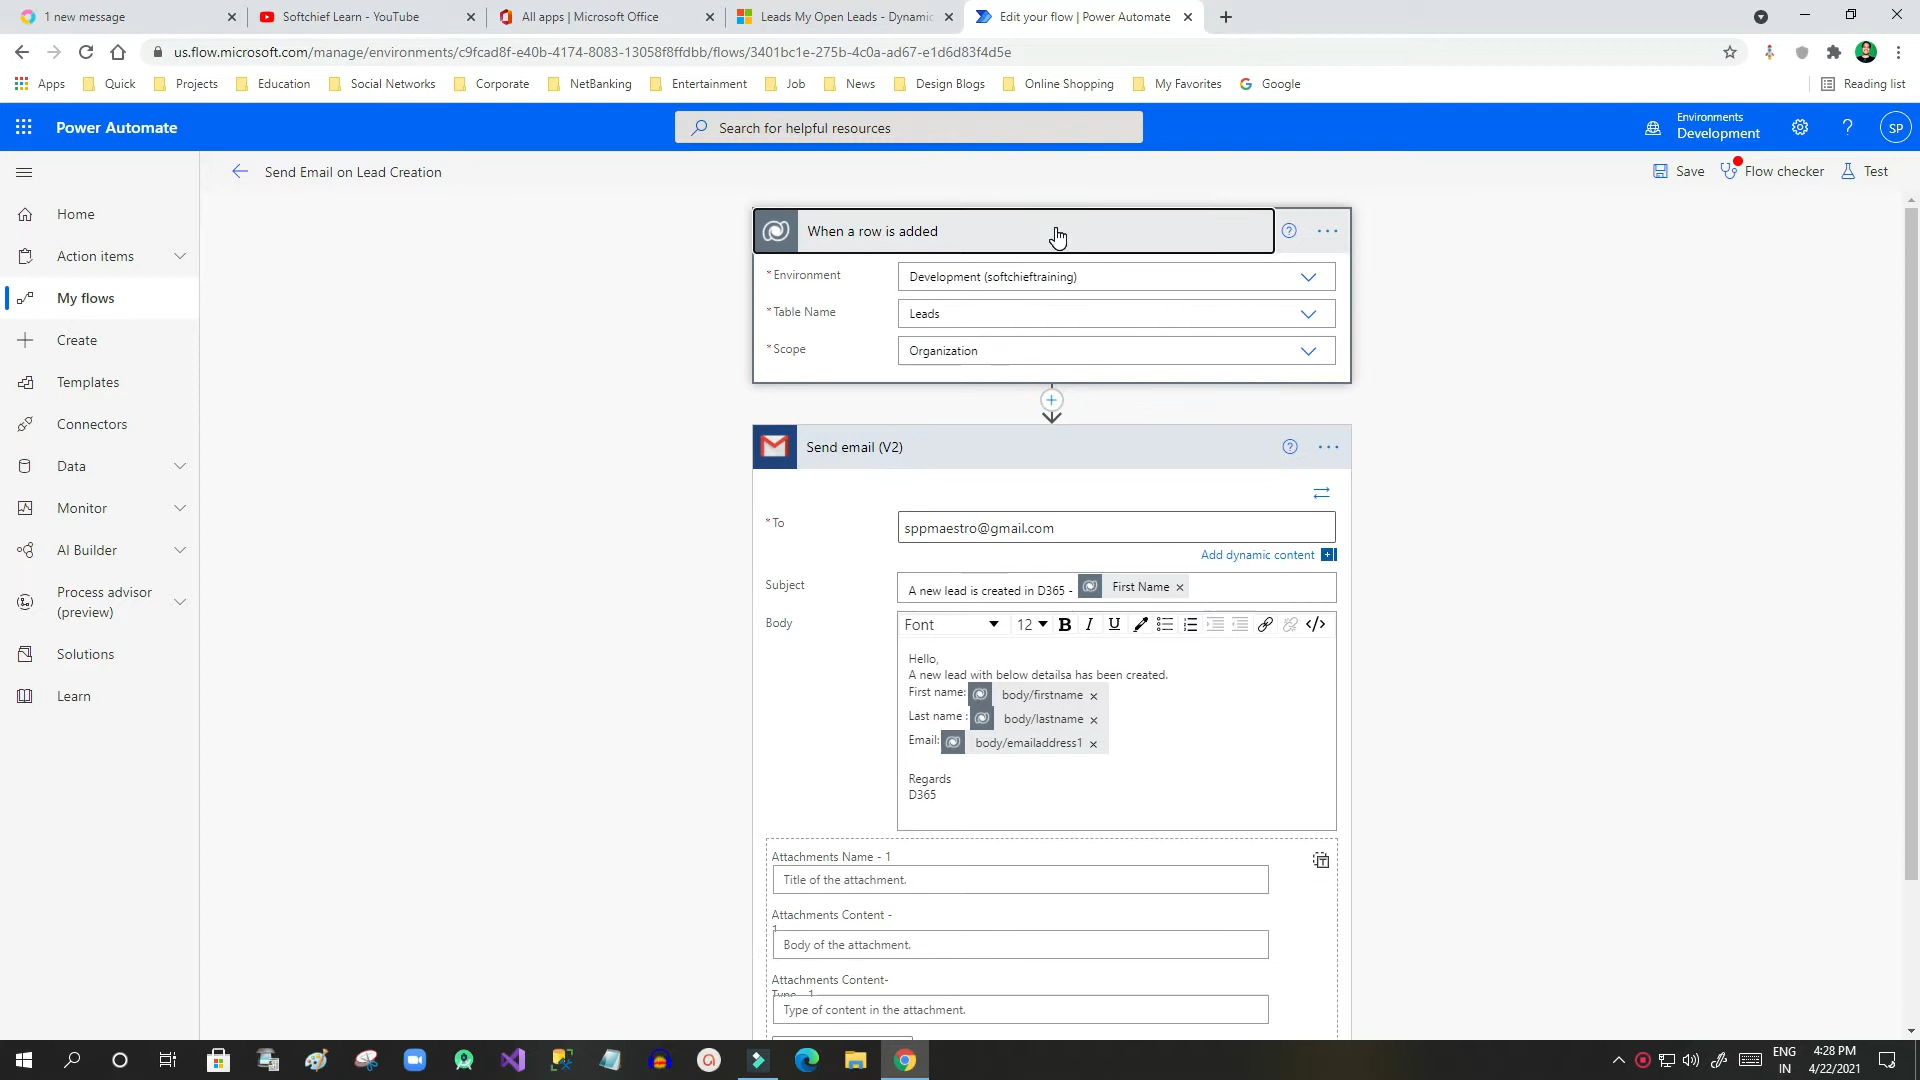 1 new message
Softchief Learn - YouTube
All apps | Microsoft Office
Leads My Open Leads - Dynamic
Edit your flow | Power Automate
us.flow.microsoft.com/manage/environments/c9fcad8f-e40b-4174-8083-13058f8ffdbb/flows/3401bc1e-275b-4c0a-ad67-e1d6d83f4d5e
Apps Quick Projects Education Social Networks Corporate NetBanking Entertainment Job News Design Blogs Online Shopping My Favorites Google Reading list
Power Automate
Search for helpful resources
Environments
Development
SP
Send Email on Lead Creation
Save
Flow checker
Test
Home
Action items
My flows
Create
Templates
Connectors
Data
Monitor
AI Builder
Process advisor
(preview)
Solutions
Learn
When a row is added
* Environment
Development (softchieftraining)
* Table Name
Leads
* Scope
Organization
Send email (V2)
* To
sppmaestro@gmail.com
Add dynamic content
Subject
A new lead is created in D365 - First Name
Body
Font 12 B I U </>
Hello,
A new lead with below detailsa has been created.
First name: body/firstname
Last name : body/lastname
Email: body/emailaddress1
Regards
D365
Attachments Name - 1
Title of the attachment.
Attachments Content -
1
Body of the attachment.
Attachments Content-
Type - 1
Type of content in the attachment.
ENG
IN
4:28 PM
4/22/2021